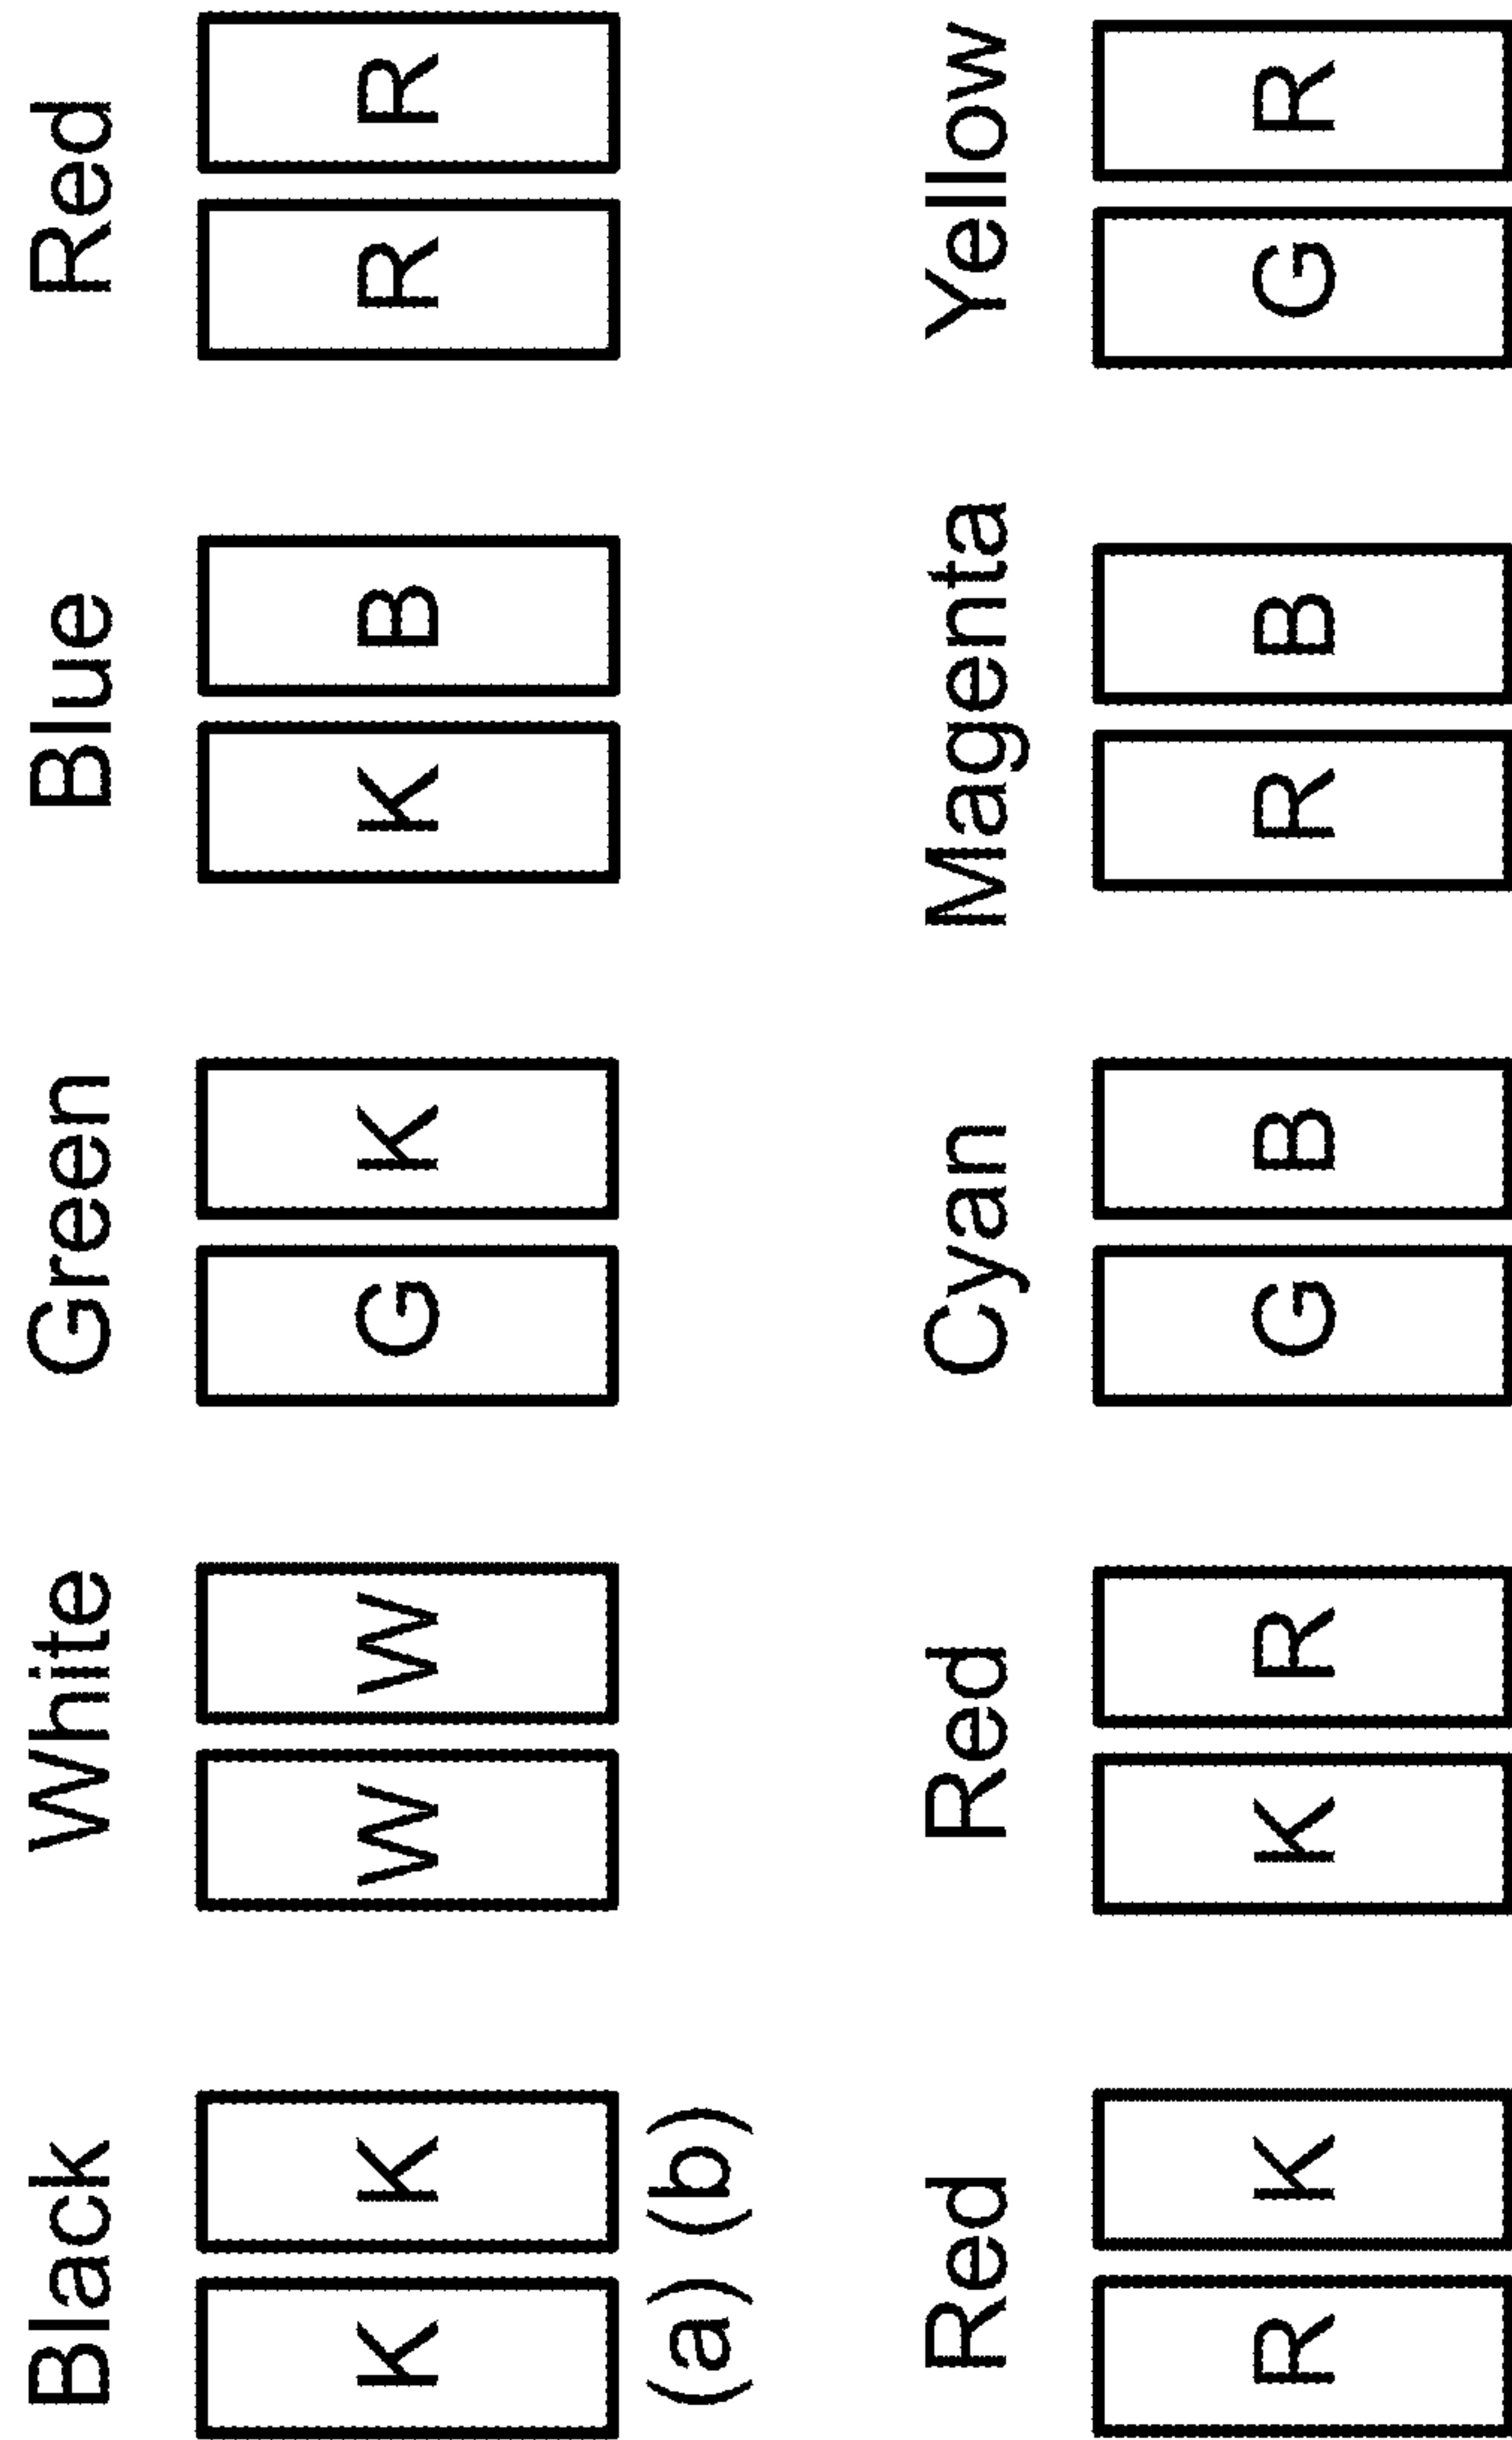 Black White Green Blue Red
K K W W G K K B R R
(a) (b)
Red Red Cyan Magenta Yellow
R K K R G B R B G R